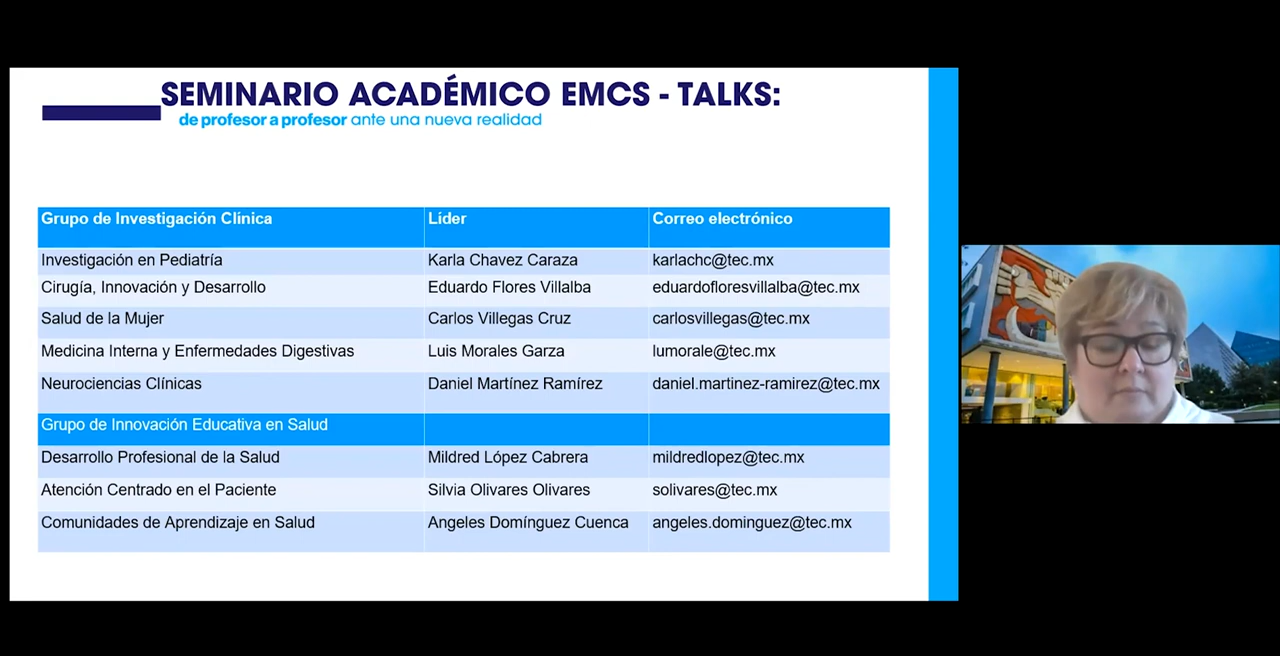 SEMINARIO ACADÉMICO EMCS - TALKS:
de profesor a profesor ante una nueva realidad
Grupo de Investigación Clínica Líder Correo electrónico
Investigación en Pediatría Karla Chavez Caraza karlachc@tec.mx
Cirugía, Innovación y Desarrollo Eduardo Flores Villalba eduardofloresvillalba@tec.mx
Salud de la Mujer Carlos Villegas Cruz carlosvillegas@tec.mx
Medicina Interna y Enfermedades Digestivas Luis Morales Garza lumorale@tec.mx
Neurociencias Clínicas Daniel Martínez Ramírez daniel.martinez-ramirez@tec.mx
Grupo de Innovación Educativa en Salud
Desarrollo Profesional de la Salud Mildred López Cabrera mildredlopez@tec.mx
Atención Centrado en el Paciente Silvia Olivares Olivares solivares@tec.mx
Comunidades de Aprendizaje en Salud Angeles Domínguez Cuenca angeles.dominguez@tec.mx